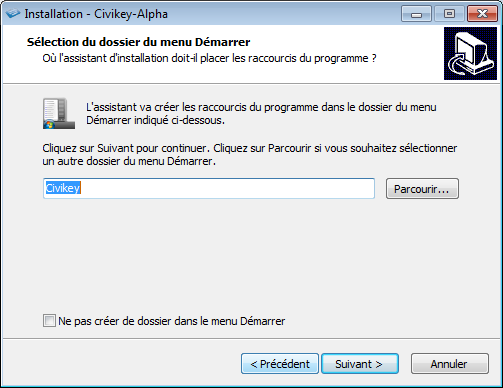 Installation - Civikey-Alpha
Sélection du dossier du menu Démarrer
Où l'assistant d'installation doit-il placer les raccourcis du programme ?
L'assistant va créer les raccourcis du programme dans le dossier du menu
Démarrer indiqué ci-dessous.
Cliquez sur Suivant pour continuer. Cliquez sur Parcourir si vous souhaitez sélectionner
un autre dossier du menu Démarrer.
Civikey
Parcourir...
Ne pas créer de dossier dans le menu Démarrer
< Précédent
Suivant >
Annuler